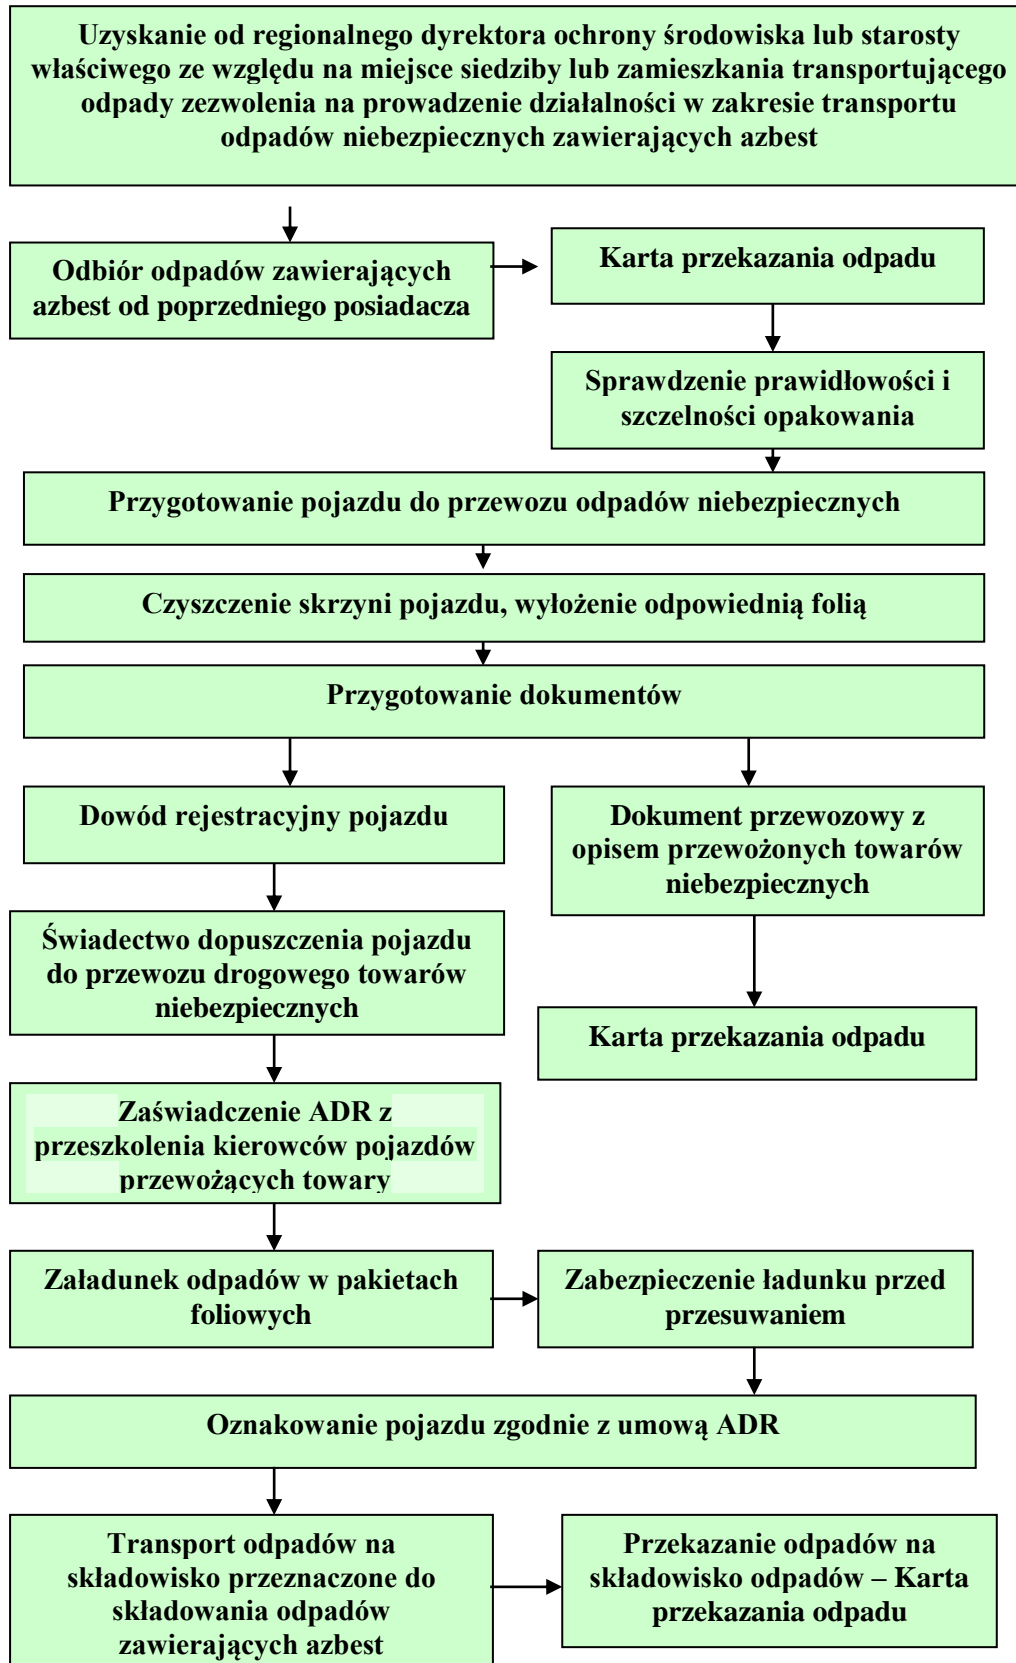 Uzyskanie od regionalnego dyrektora ochrony środowiska lub starosty
właściwego ze względu na miejsce siedziby lub zamieszkania transportującego
odpady zezwolenia na prowadzenie działalności w zakresie transportu
odpadów niebezpiecznych zawierających azbest
Odbiór odpadów zawierających
azbest od poprzedniego posiadacza
Karta przekazania odpadu
Sprawdzenie prawidłowości i
szczelności opakowania
Przygotowanie pojazdu do przewozu odpadów niebezpiecznych
Czyszczenie skrzyni pojazdu, wyłożenie odpowiednią folią
Przygotowanie dokumentów
Dowód rejestracyjny pojazdu
Dokument przewozowy z
opisem przewożonych towarów
niebezpiecznych
Świadectwo dopuszczenia pojazdu
do przewozu drogowego towarów
niebezpiecznych
Karta przekazania odpadu
Zaświadczenie ADR z
przeszkolenia kierowców pojazdów
przewożących towary
Załadunek odpadów w pakietach
foliowych
Zabezpieczenie ładunku przed
przesuwaniem
Oznakowanie pojazdu zgodnie z umową ADR
Transport odpadów na
składowisko przeznaczone do
składowania odpadów
zawierających azbest
Przekazanie odpadów na
składowisko odpadów – Karta
przekazania odpadu